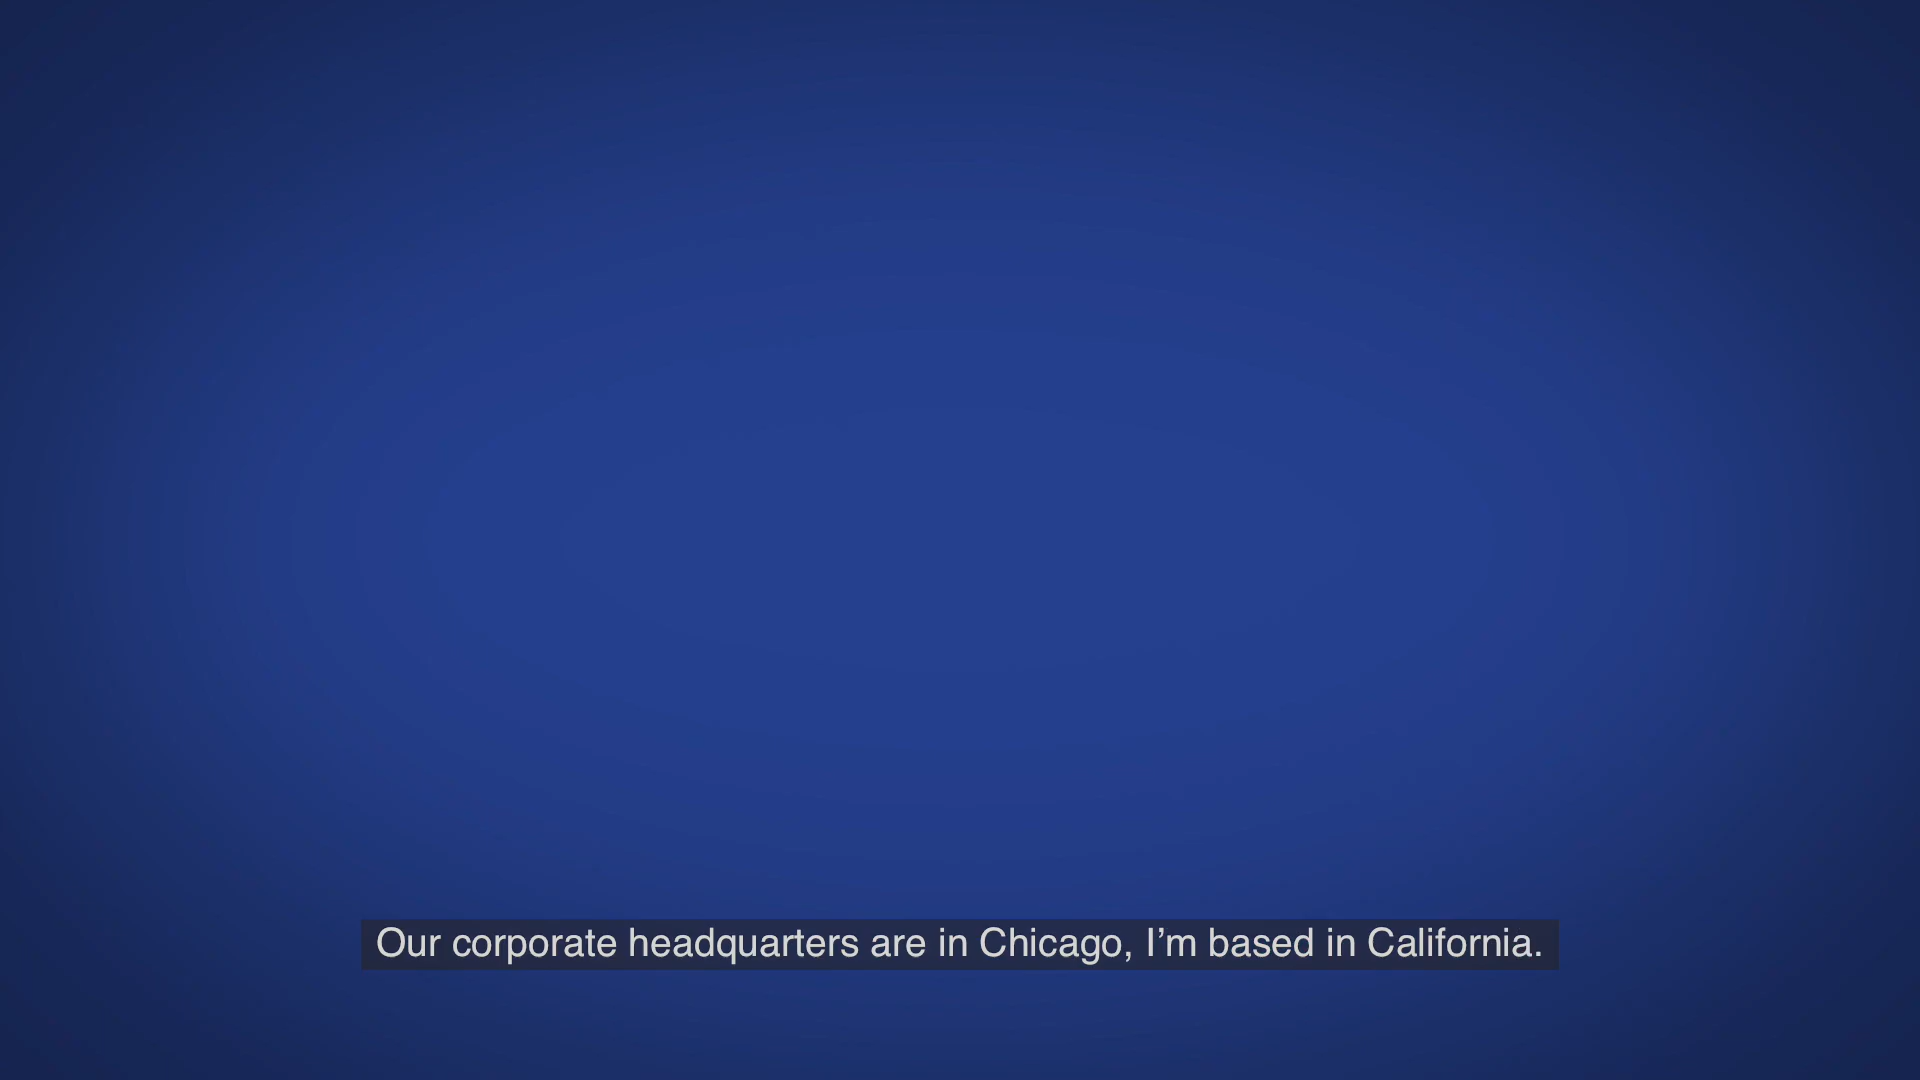 Our corporate headquarters are in Chicago, I’m based in California.